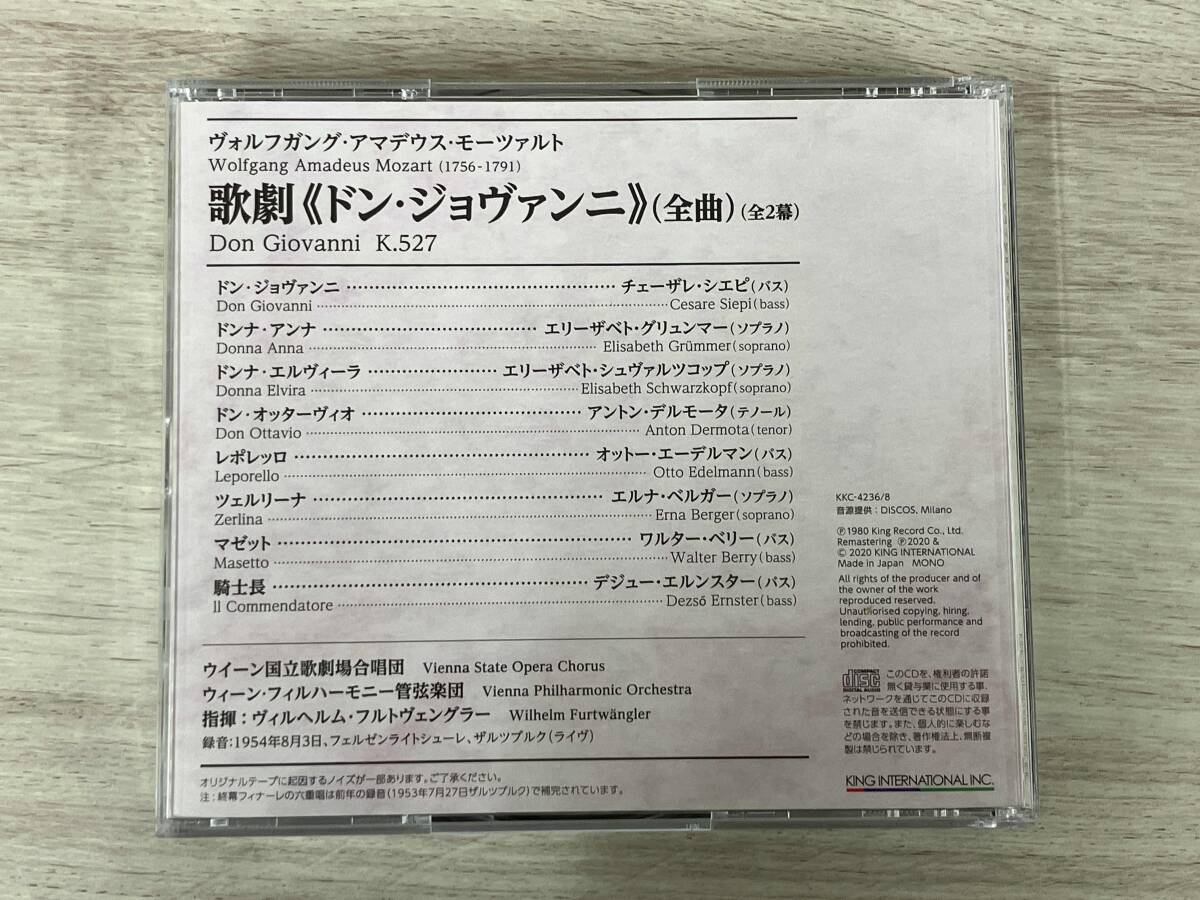 ヴォルフガング・アマデウス・モーツァルト
Wolfgang Amadeus Mozart (1756-1791)
歌劇《ドン・ジョヴァンニ》(全曲) (全2幕)
Don Giovanni K.527
ドン・ジョヴァンニ チェーザレ・シエピ(バス)
Don Giovanni Cesare Siepi(bass)
ドンナ・アンナ エリーザベト・グリュンマー(ソプラノ)
Donna Anna Elisabeth Grümmer(soprano)
ドンナ・エルヴィーラ エリーザベト・シュヴァルツコップ(ソプラノ)
Donna Elvira Elisabeth Schwarzkopf(soprano)
ドン・オッターヴィオ アントン・デルモータ(テノール)
Don Ottavio Anton Dermota(tenor)
レポレッロ オットー・エーデルマン(バス)
Leporello Otto Edelmann(bass)
ツェルリーナ エルナ・ベルガー(ソプラノ)
Zerlina Erna Berger(soprano)
マゼット ワルター・ベリー(バス)
Masetto Walter Berry(bass)
騎士長 デジュー・エルンスター(バス)
Il Commendatore Dezső Ernster(bass)
ウイーン国立歌劇場合唱団 Vienna State Opera Chorus
ウィーン・フィルハーモニー管弦楽団 Vienna Philharmonic Orchestra
指揮：ヴィルヘルム・フルトヴェングラー Wilhelm Furtwängler
録音：1954年8月3日、フェルゼンライトシューレ、ザルツブルク(ライヴ)
オリジナルテープに起因するノイズが一部あります。ご了承ください。
注：終幕フィナーレの六重唱は前年の録音(1953年7月27日ザルツブルク)で補完されています。
KKC-4236/8
音源提供：DISCOS, Milano
Ⓟ1980 King Record Co., Ltd.
Remastering Ⓟ2020 &
© 2020 KING INTERNATIONAL
Made in Japan MONO
All rights of the producer and of
the owner of the work
reproduced reserved.
Unauthorised copying, hiring,
lending, public performance and
broadcasting of the record
prohibited.
COMPACT
disc
DIGITAL AUDIO
このCDを、権利者の許諾
無く賃与業に使用する事、
ネットワークを通じてこのCDに収録
された音を送信できる状態にする事
を禁じます。また、個人的に楽しむな
どの場合を除き、著作権法上、無断複
製は禁じられています。
KING INTERNATIONAL INC.